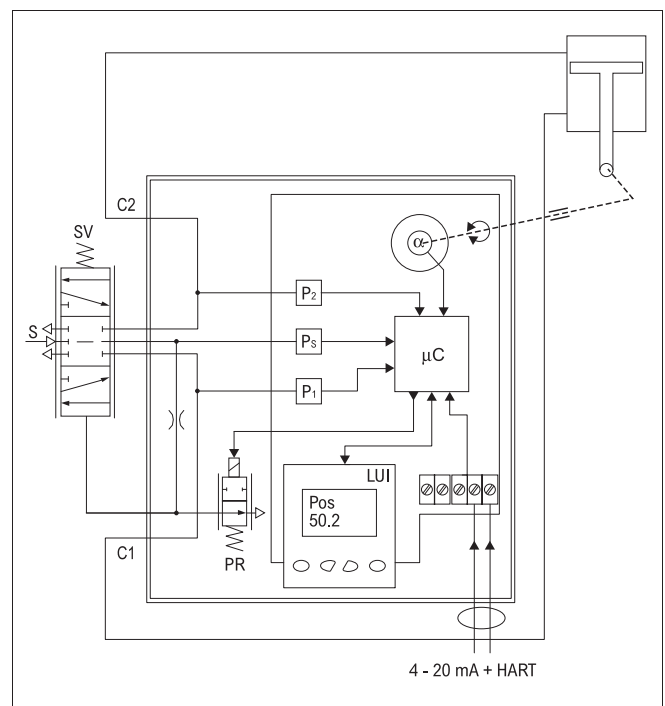 C2
SV
α
P2
S
PS
μC
P1
LUI
Pos
50.2
C1
PR
4 - 20 mA + HART